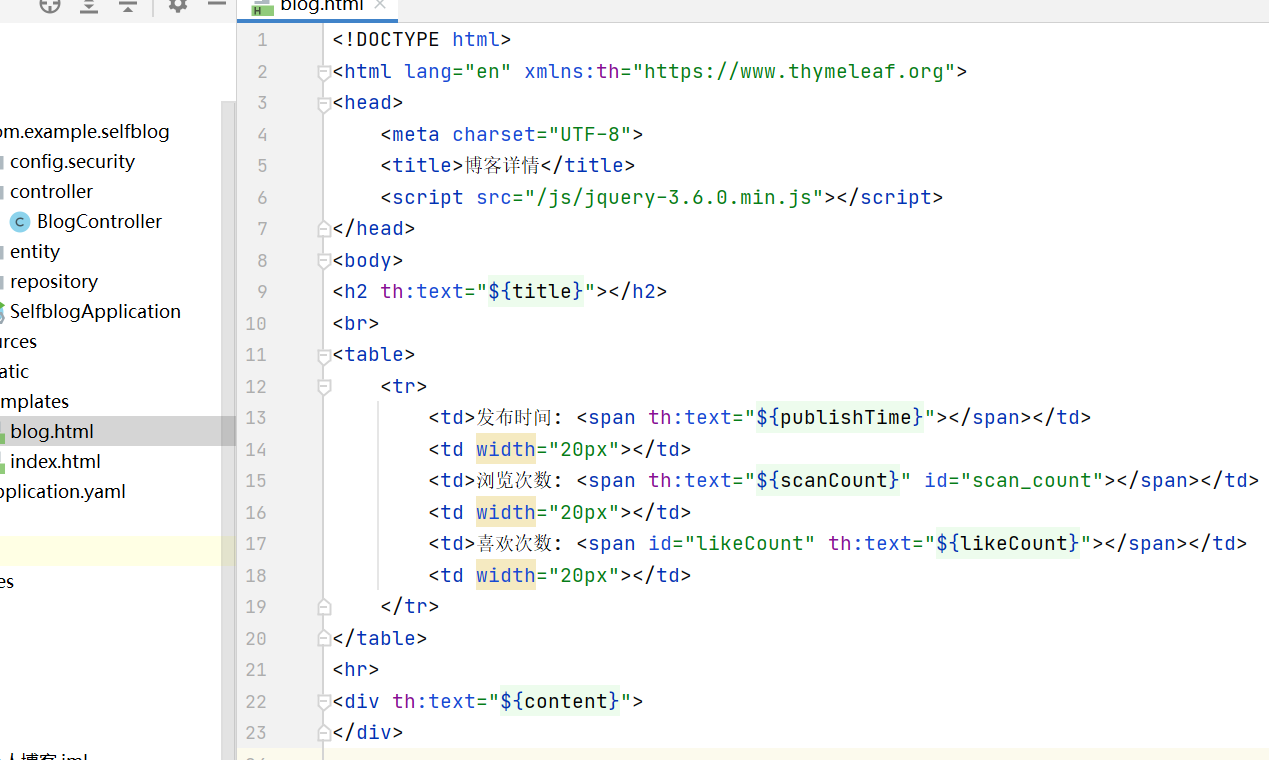 blog.html
om.example.selfblog
config.security
controller
C BlogController
entity
repository
SelfblogApplication
urces
atic
mplates
blog.html
index.html
pplication.yaml
es
人博客.iml
1 <!DOCTYPE html>
2 <html lang="en" xmlns:th="https://www.thymeleaf.org">
3 <head>
4 <meta charset="UTF-8">
5 <title>博客详情</title>
6 <script src="/js/jquery-3.6.0.min.js"></script>
7 </head>
8 <body>
9 <h2 th:text="${title}"></h2>
10 <br>
11 <table>
12 <tr>
13 <td>发布时间: <span th:text="${publishTime}"></span></td>
14 <td width="20px"></td>
15 <td>浏览次数: <span th:text="${scanCount}" id="scan_count"></span></td>
16 <td width="20px"></td>
17 <td>喜欢次数: <span id="likeCount" th:text="${likeCount}"></span></td>
18 <td width="20px"></td>
19 </tr>
20 </table>
21 <hr>
22 <div th:text="${content}">
23 </div>